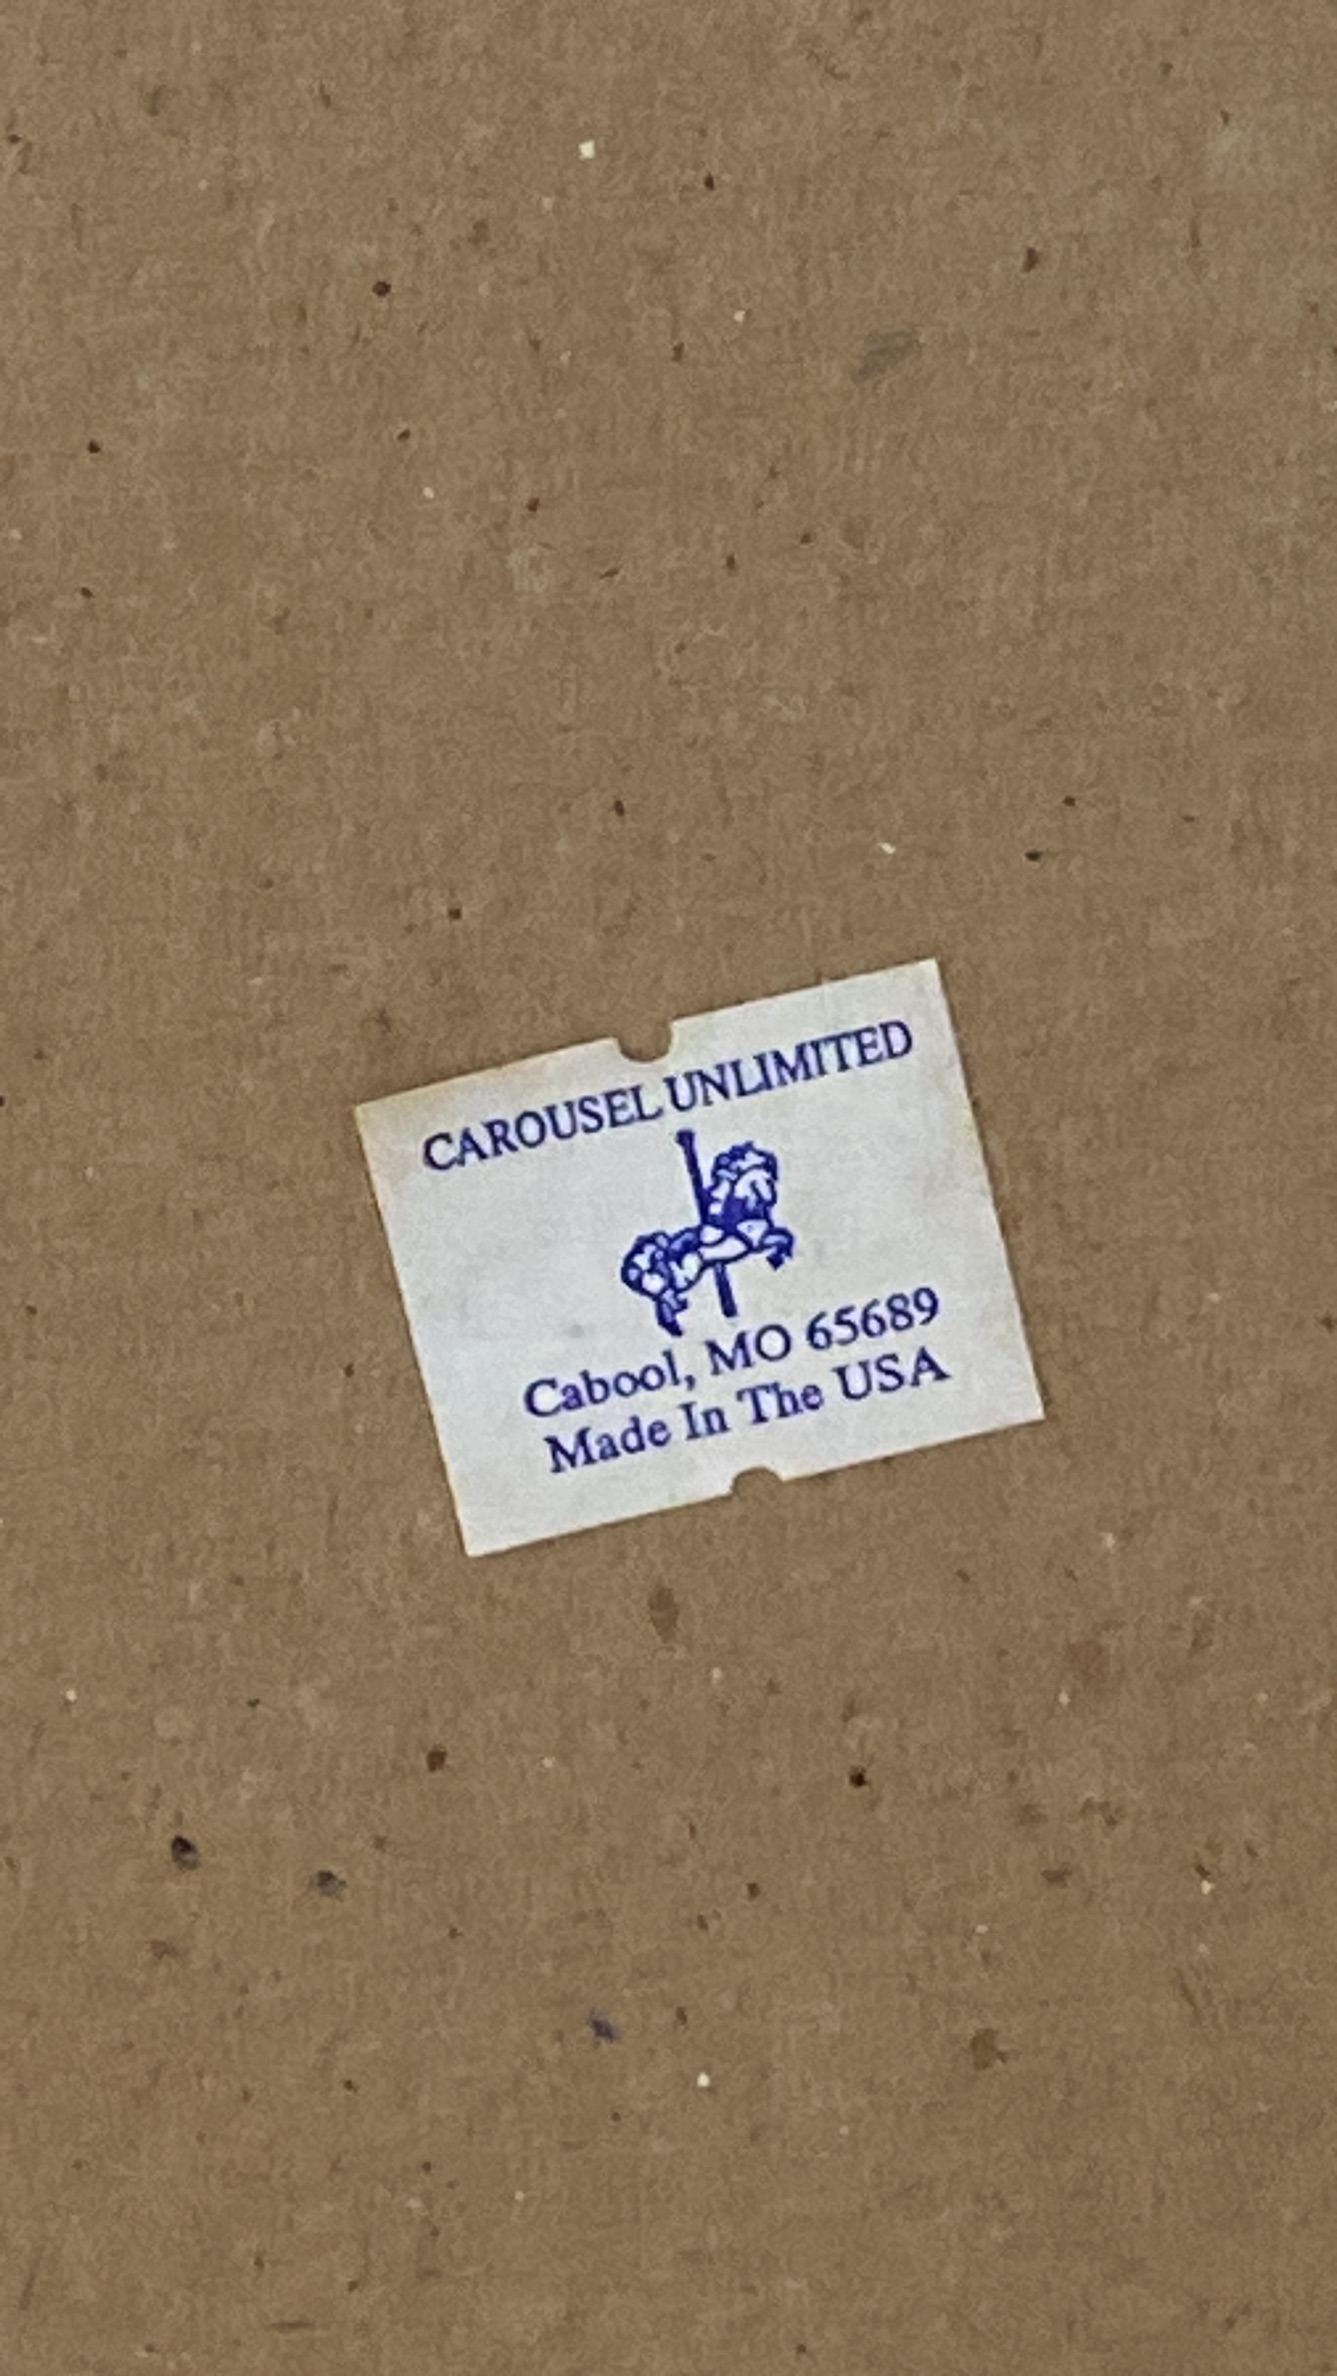 CAROUSEL UNLIMITED
Cabool, MO 65689
Made In The USA